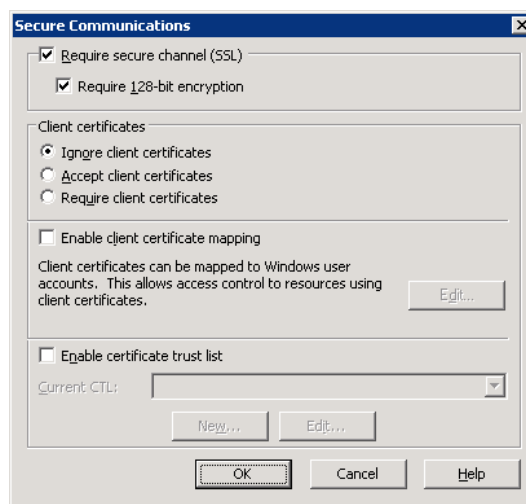 Secure Communications
Require secure channel (SSL)
Require 128-bit encryption
Client certificates
Ignore client certificates
Accept client certificates
Require client certificates
Enable client certificate mapping
Client certificates can be mapped to Windows user
accounts.  This allows access control to resources using
client certificates.
Edit...
Enable certificate trust list
Current CTL:
New...
Edit...
OK
Cancel
Help